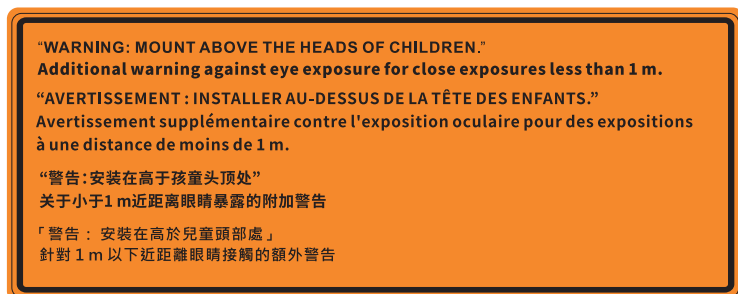 “WARNING: MOUNT ABOVE THE HEADS OF CHILDREN.”
Additional warning against eye exposure for close exposures less than 1 m.
“AVERTISSEMENT : INSTALLER AU-DESSUS DE LA TÊTE DES ENFANTS.”
Avertissement supplémentaire contre l'exposition oculaire pour des expositions
à une distance de moins de 1 m.
“警告:安装在高于孩童头顶处”
关于小于1 m近距离眼睛暴露的附加警告
「警告： 安裝在高於兒童頭部處」
針對 1 m 以下近距離眼睛接觸的額外警告